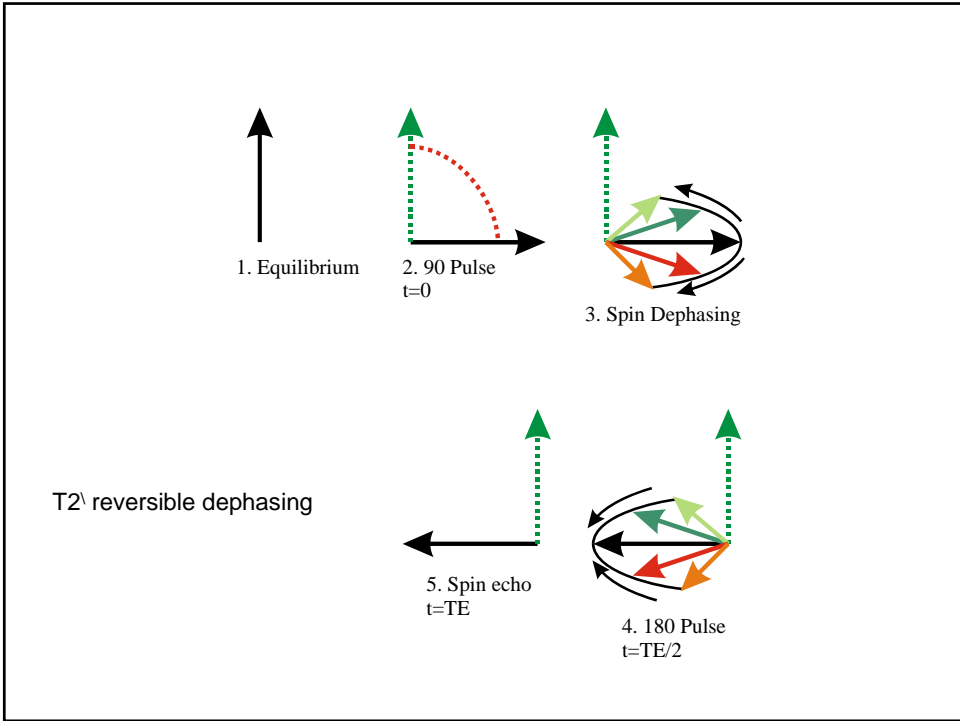 1. Equilibrium
2. 90 Pulse
t=0
3. Spin Dephasing
T2\ reversible dephasing
5. Spin echo
t=TE
4. 180 Pulse
t=TE/2